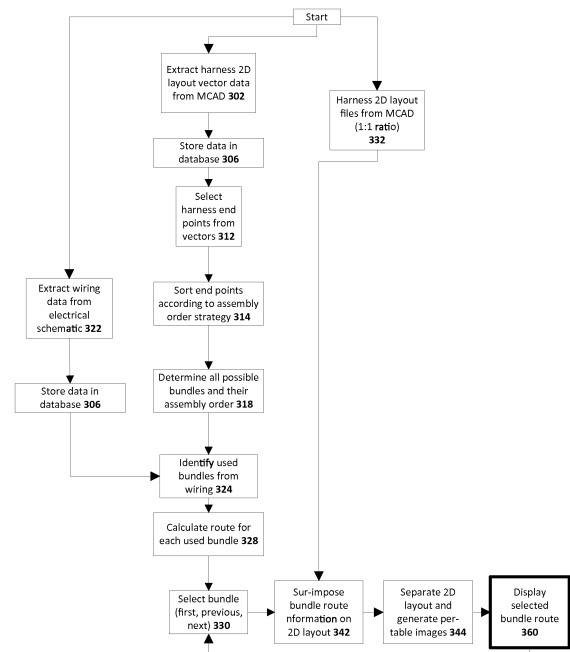 Start
Extract harness 2D
layout vector data
from MCAD 302
Harness 2D layout
files from MCAD
(1:1 ratio)
332
Store data in
database 306
Select
harness end
points from
vectors 312
Extract wiring
data from
electrical
schematic 322
Sort end points
according to assembly
order strategy 314
Store data in
database 306
Determine all possible
bundles and their
assembly order 318
Identify used
bundles from
wiring 324
Calculate route for
each used bundle 328
Select bundle
(first, previous,
next) 330
Sur-impose
bundle route
nformation on
2D layout 342
Separate 2D
layout and
generate per-
table images 344
Display
selected
bundle route
360